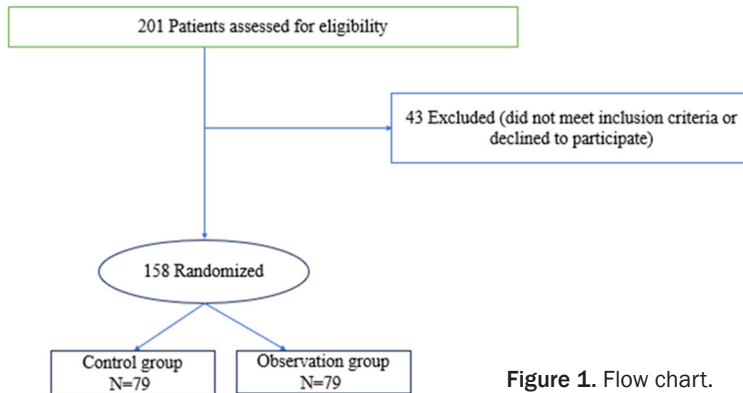 201 Patients assessed for eligibility
43 Excluded (did not meet inclusion criteria or
declined to participate)
158 Randomized
Control group
N=79
Observation group
N=79
Figure 1. Flow chart.